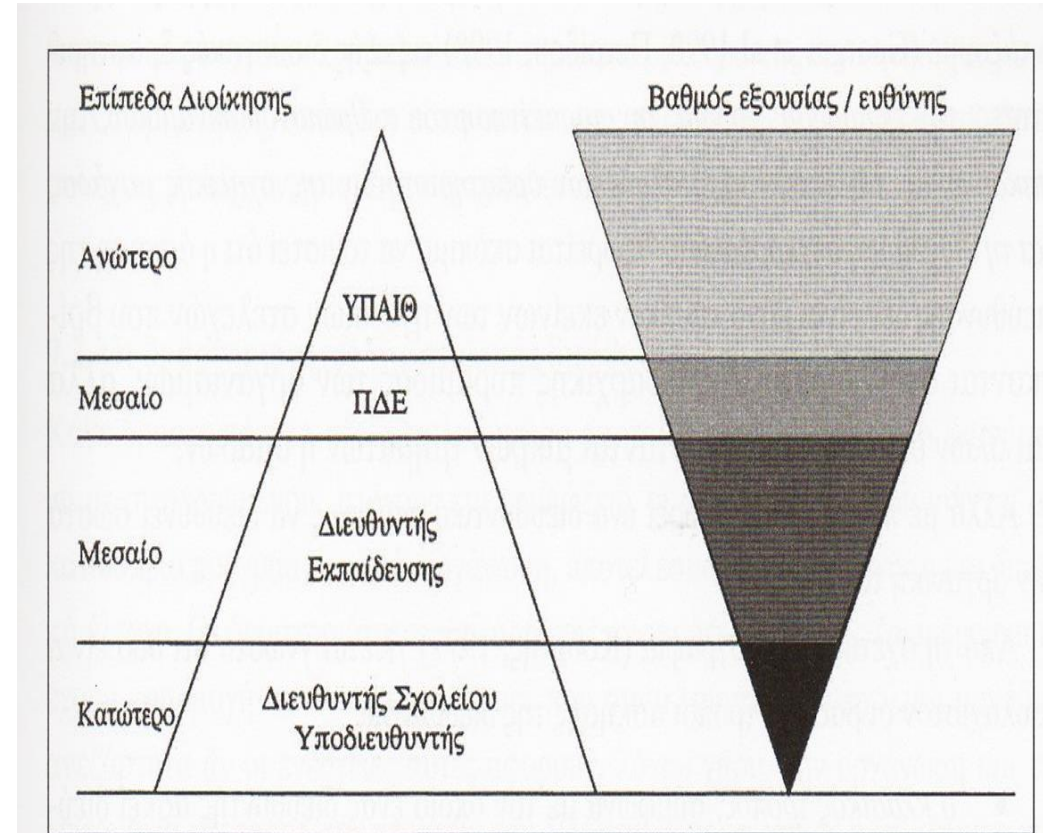 Επίπεδα Διοίκησης
Βαθμός εξουσίας / ευθύνης
Ανώτερο
ΥΠΑΙΘ
Μεσαίο
ΠΔΕ
Μεσαίο
Διευθυντής
Εκπαίδευσης
Κατώτερο
Διευθυντής Σχολείου
Υποδιευθυντής